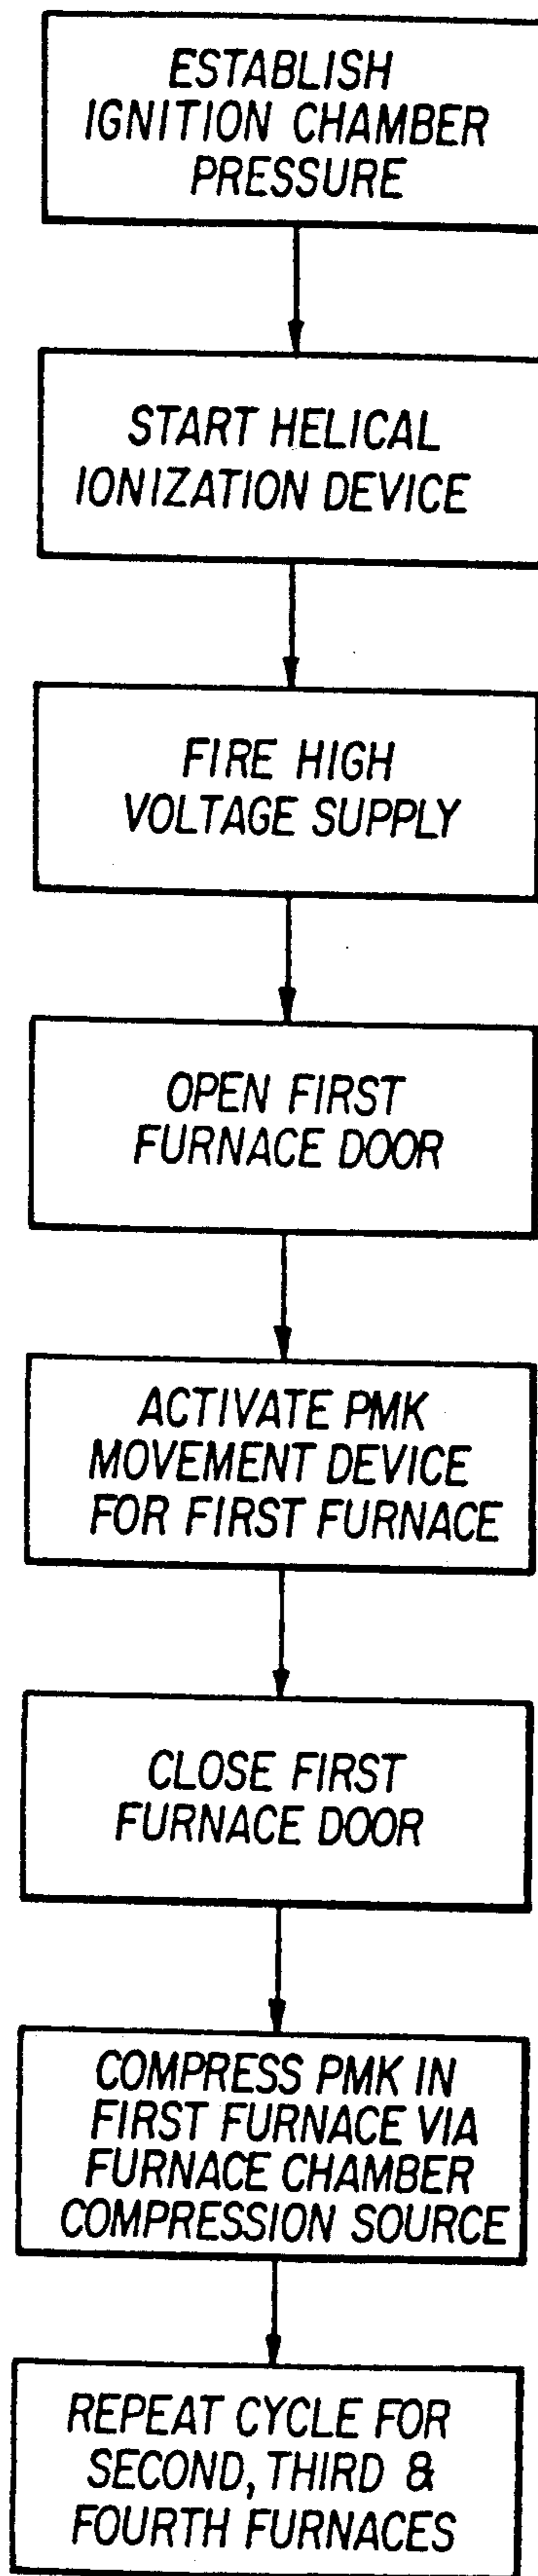 ESTABLISH
IGNITION CHAMBER
PRESSURE
START HELICAL
IONIZATION DEVICE
FIRE HIGH
VOLTAGE SUPPLY
OPEN FIRST
FURNACE DOOR
ACTIVATE PMK
MOVEMENT DEVICE
FOR FIRST FURNACE
CLOSE FIRST
FURNACE DOOR
COMPRESS PMK IN
FIRST FURNACE VIA
FURNACE CHAMBER
COMPRESSION SOURCE
REPEAT CYCLE FOR
SECOND, THIRD &
FOURTH FURNACES